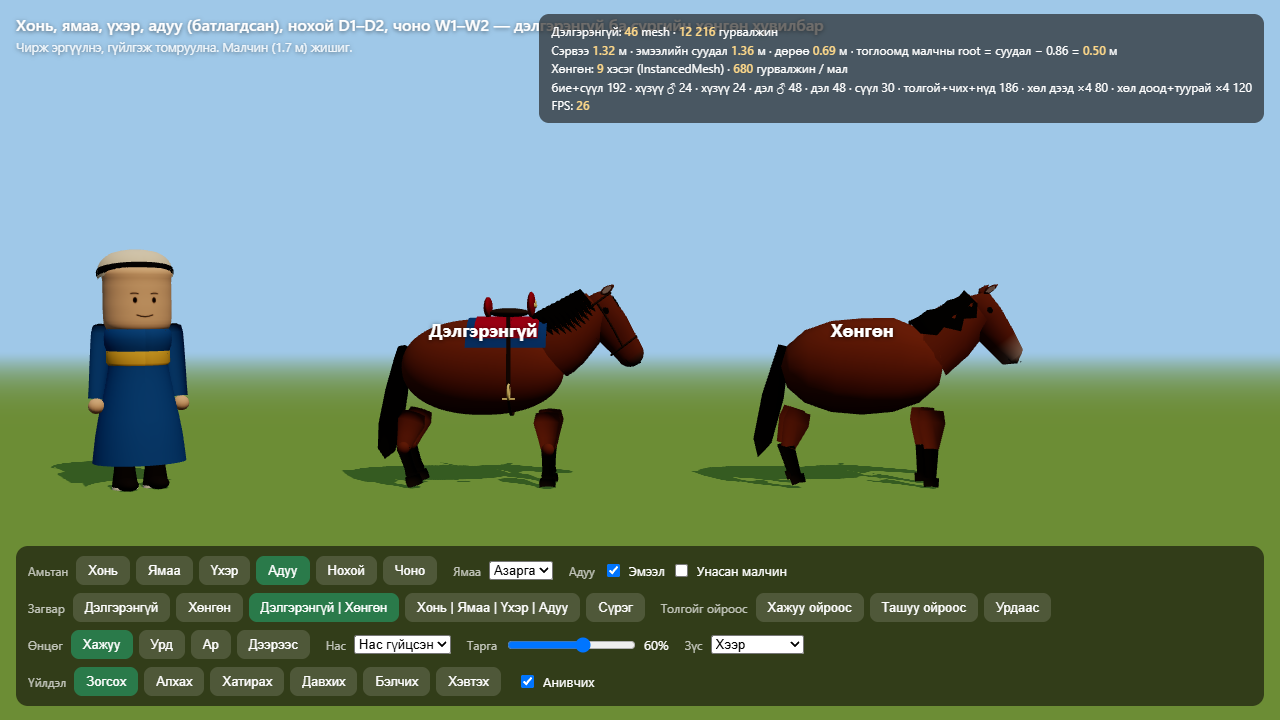 Хонь, ямаа, үхэр, адуу (батлагдсан), нохой D1–D2, чоно W1–W2 — дэлгэрэнгүй ба сүргийн хөнгөн хувилбар
Чирж эргүүлнэ, гүйлгэж томруулна. Малчин (1.7 м) жишиг.
Дэлгэрэнгүй: 46 mesh · 12 216 гурвалжин
Сэрвээ 1.32 м · эмээлийн суудал 1.36 м · дөрөө 0.69 м · тоглоомд малчны root = суудал − 0.86 = 0.50 м
Хөнгөн: 9 хэсэг (InstancedMesh) · 680 гурвалжин / мал
бие+сүүл 192 · хүзүү ♂ 24 · хүзүү 24 · дэл ♂ 48 · дэл 48 · сүүл 30 · толгой+чих+нүд 186 · хөл дээд ×4 80 · хөл доод+туурай ×4 120
FPS: 26
Дэлгэрэнгүй
Хөнгөн
Амьтан Хонь Ямаа Үхэр Адуу Нохой Чоно Ямаа Азарга Адуу Эмээл Унасан малчин
Загвар Дэлгэрэнгүй Хөнгөн Дэлгэрэнгүй | Хөнгөн Хонь | Ямаа | Үхэр | Адуу Сүрэг Толгойг ойроос Хажуу ойроос Ташуу ойроос Урдаас
Өнцөг Хажуу Урд Ар Дээрээс Нас Нас гүйцсэн Тарга 60% Зүс Хээр
Үйлдэл Зогсох Алхах Хатирах Давхих Бэлчих Хэвтэх Анивчих